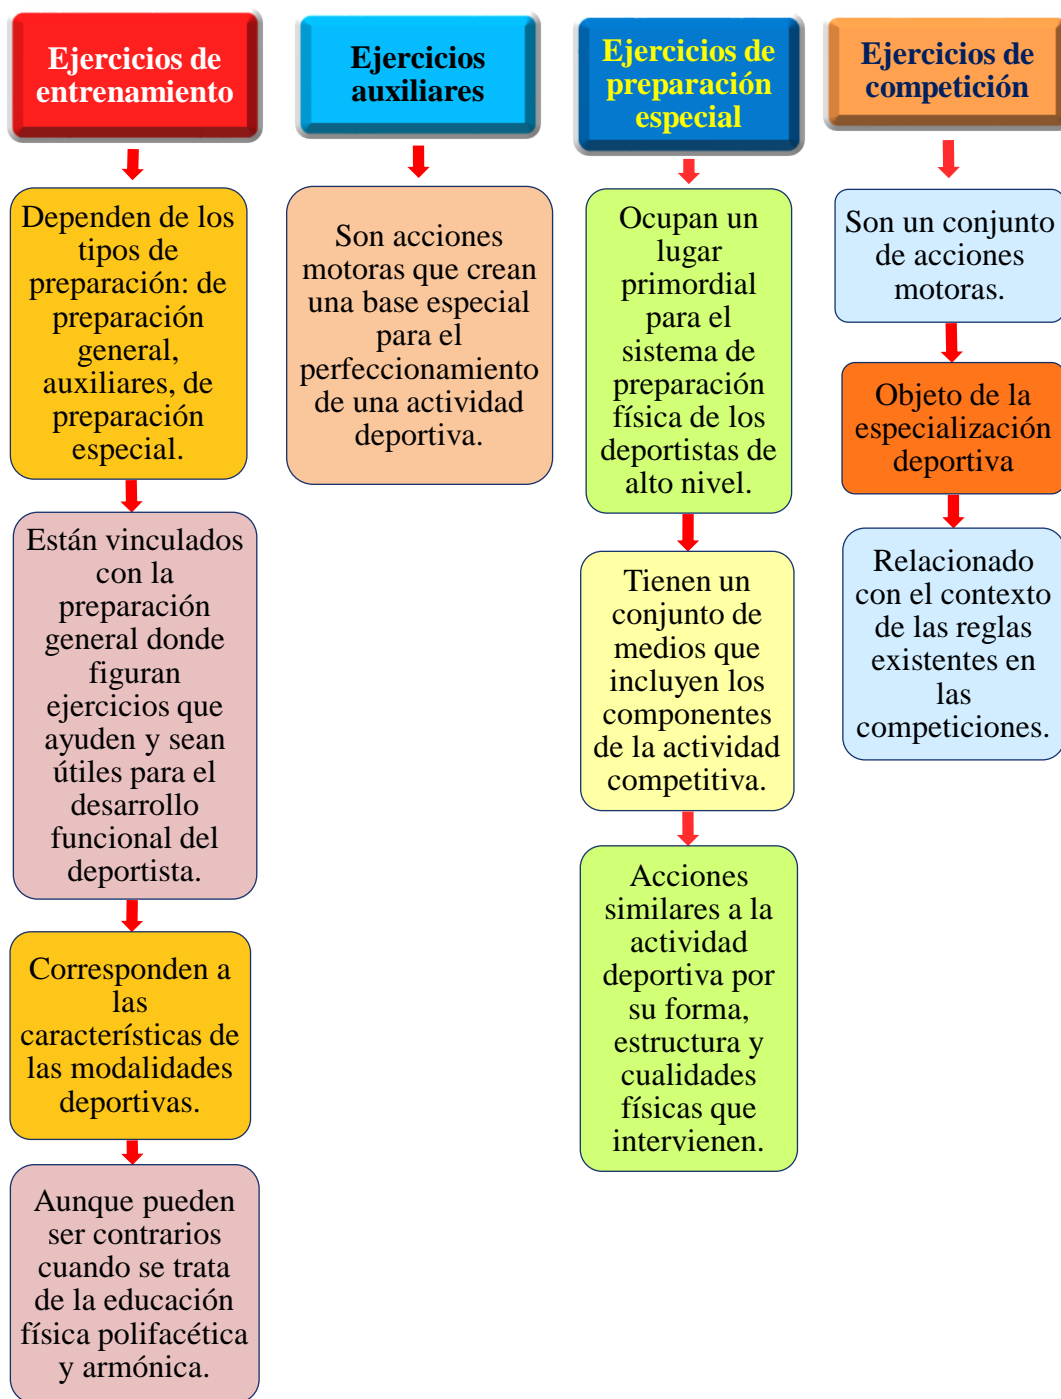 Ejercicios de
entrenamiento
Dependen de los
tipos de
preparación: de
preparación
general,
auxiliares, de
preparación
especial.
Están vinculados
con la
preparación
general donde
figuran
ejercicios que
ayuden y sean
útiles para el
desarrollo
funcional del
deportista.
Corresponden a
las
características de
las modalidades
deportivas.
Aunque pueden
ser contrarios
cuando se trata
de la educación
física polifacética
y armónica.
Ejercicios
auxiliares
Son acciones
motoras que crean
una base especial
para el
perfeccionamiento
de una actividad
deportiva.
Ejercicios de
preparación
especial
Ocupan un
lugar
primordial
para el
sistema de
preparación
física de los
deportistas de
alto nivel.
Tienen un
conjunto de
medios que
incluyen los
componentes
de la actividad
competitiva.
Acciones
similares a la
actividad
deportiva por
su forma,
estructura y
cualidades
físicas que
intervienen.
Ejercicios de
competición
Son un conjunto
de acciones
motoras.
Objeto de la
especialización
deportiva
Relacionado
con el contexto
de las reglas
existentes en
las
competiciones.